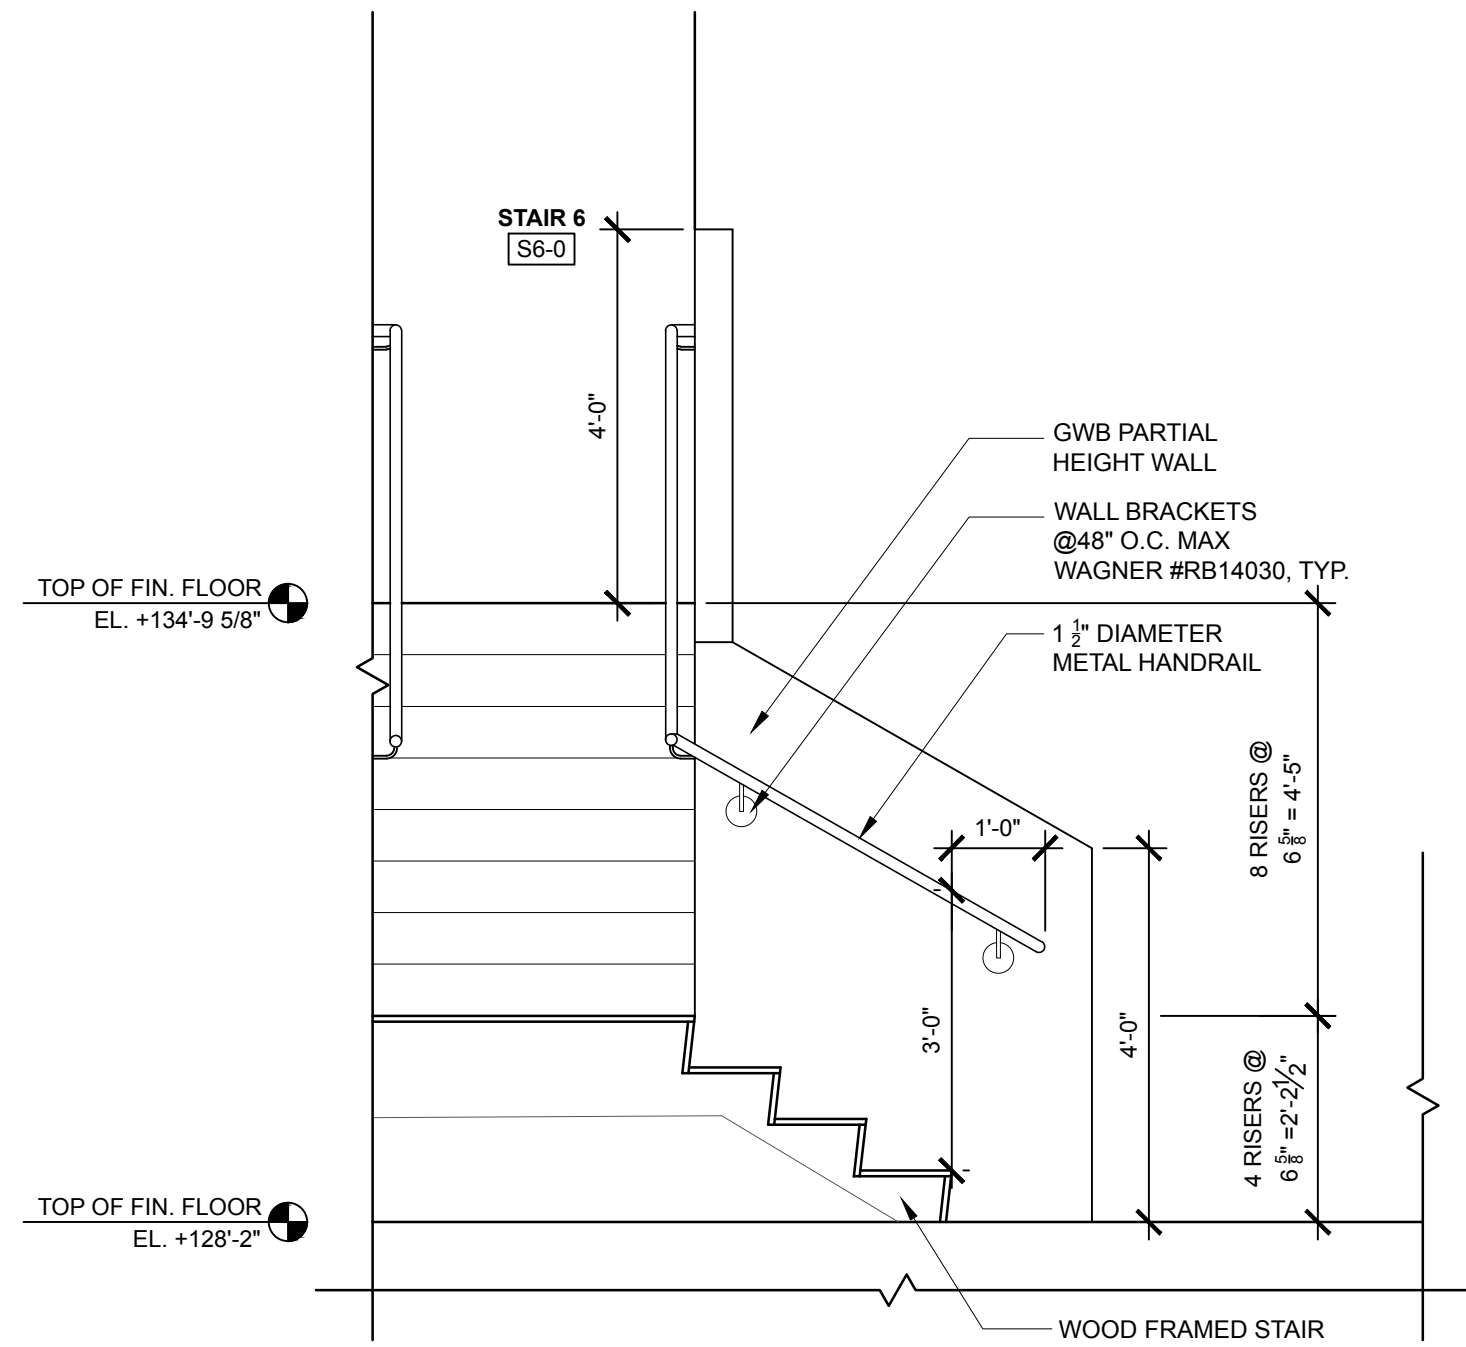 STAIR 6
S6-0
4'-0"
GWB PARTIAL
HEIGHT WALL
WALL BRACKETS
@48" O.C. MAX
WAGNER #RB14030, TYP.
TOP OF FIN. FLOOR
EL. +134'-9 5/8"
1 1/2" DIAMETER
METAL HANDRAIL
8 RISERS @
6 5/8" = 4'-5"
1'-0"
3'-0"
4'-0"
4 RISERS @
6 5/8" =2'-2 1/2"
TOP OF FIN. FLOOR
EL. +128'-2"
WOOD FRAMED STAIR